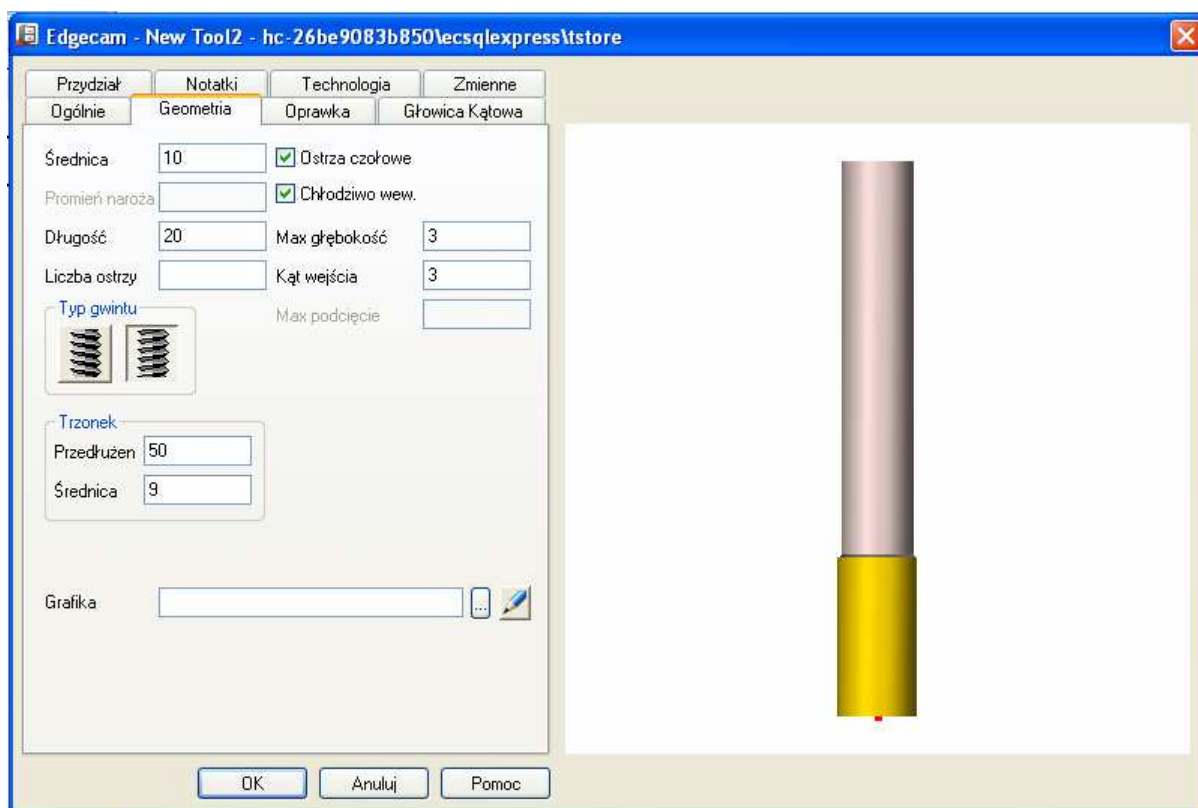 Edgecam - New Tool2 - hc-26be9083b850\ecsqlexpress\tstore
Przydział Notatki Technologia Zmienne
Ogólnie Geometria Oprawka Głowica Kątowa
Średnica 10 Ostrza czołowe
Promień naroża Chłodziwo wew.
Długość 20 Max głębokość 3
Liczba ostrzy Kąt wejścia 3
Typ gwintu Max podcięcie
Trzonek
Przedłużen 50
Średnica 9
Grafika ...
OK Anuluj Pomoc